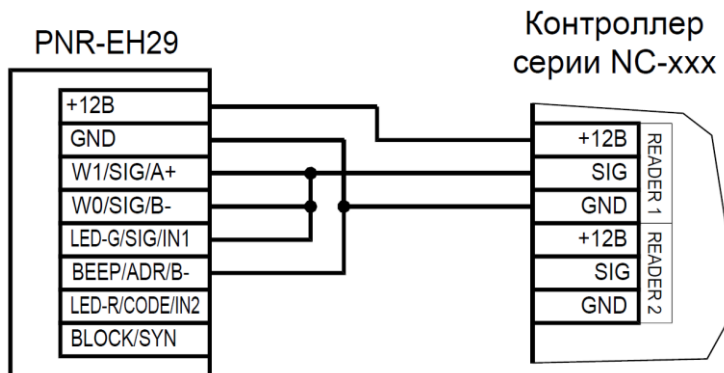 PNR-EH29
+12В
GND
W1/SIG/A+
W0/SIG/B-
LED-G/SIG/IN1
BEEP/ADR/B-
LED-R/CODE/IN2
BLOCK/SYN
Контроллер
серии NC-xxx
+12В
SIG
GND
READER 1
+12В
SIG
GND
READER 2